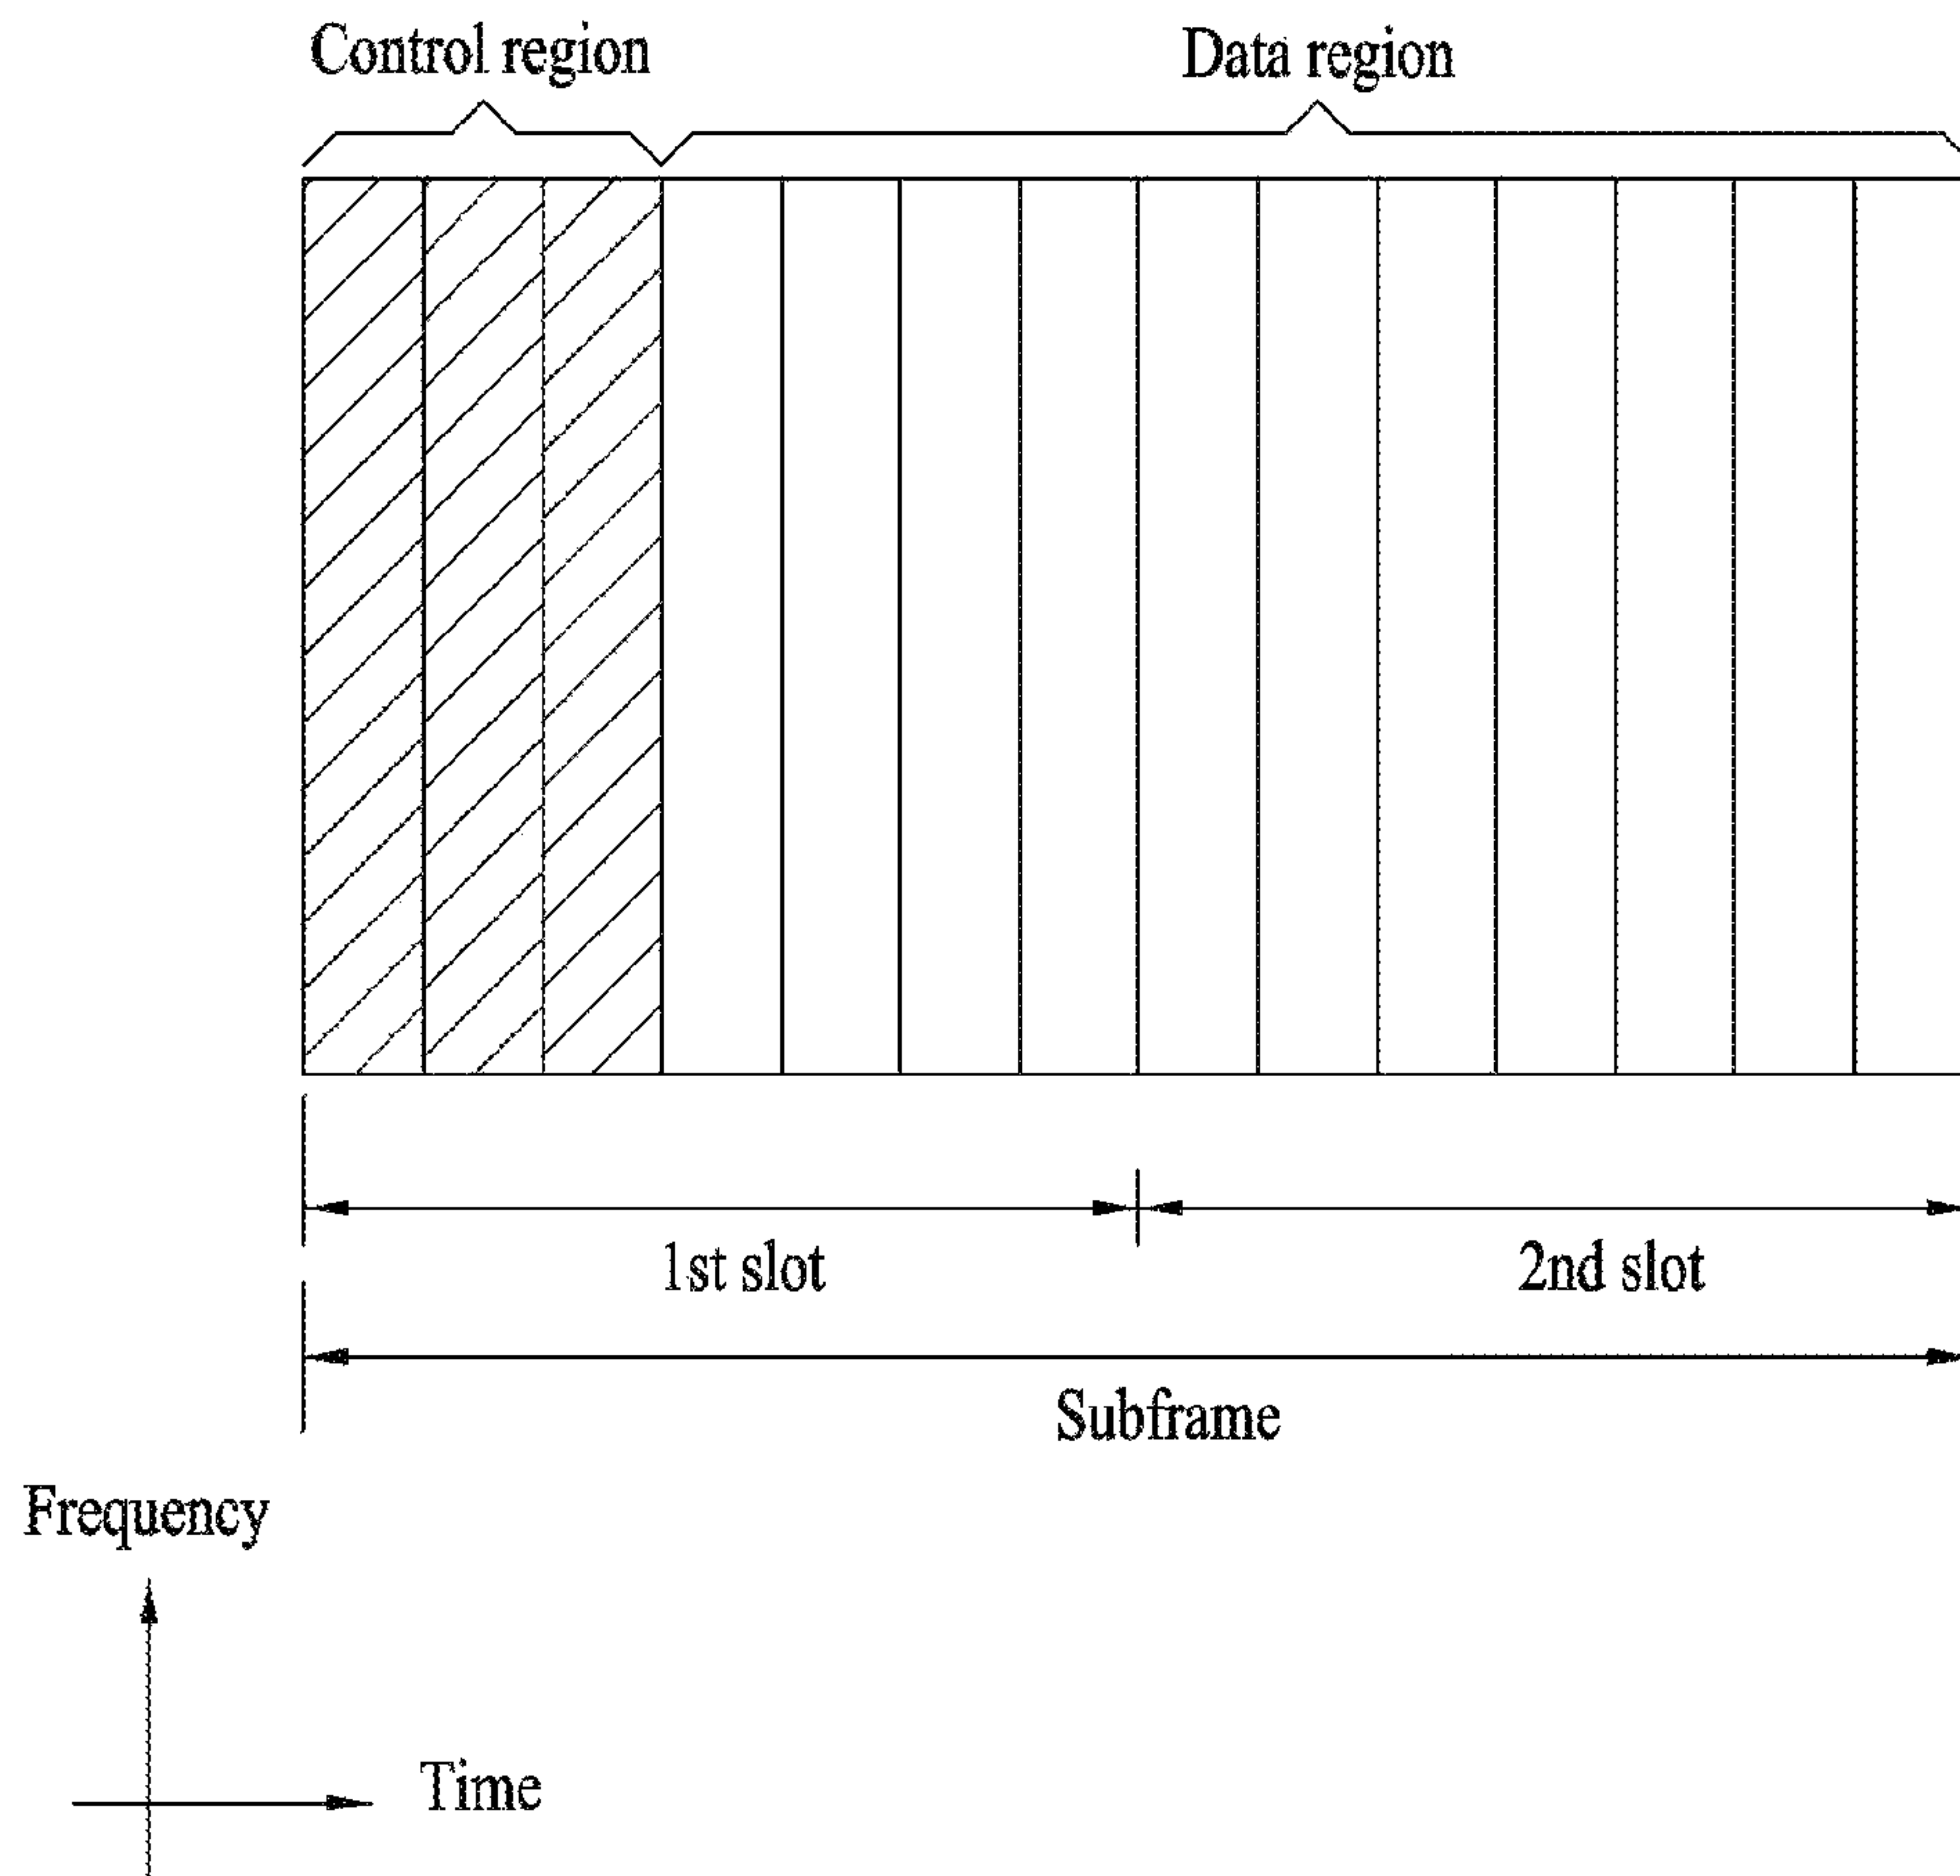 Control region
Data region
1st slot
2nd slot
Subframe
Frequency
Time